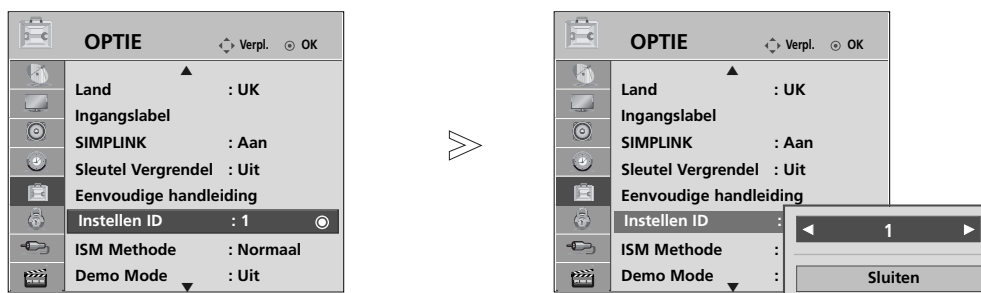 OPTIE Verpl. OK
Land : UK
Ingangslabel
SIMPLINK : Aan
Sleutel Vergrendel : Uit
Eenvoudige handleiding
Instellen ID : 1
ISM Methode : Normaal
Demo Mode : Uit
OPTIE Verpl. OK
Land : UK
Ingangslabel
SIMPLINK : Aan
Sleutel Vergrendel : Uit
Eenvoudige handleiding
Instellen ID :
ISM Methode :
Demo Mode :
1
Sluiten